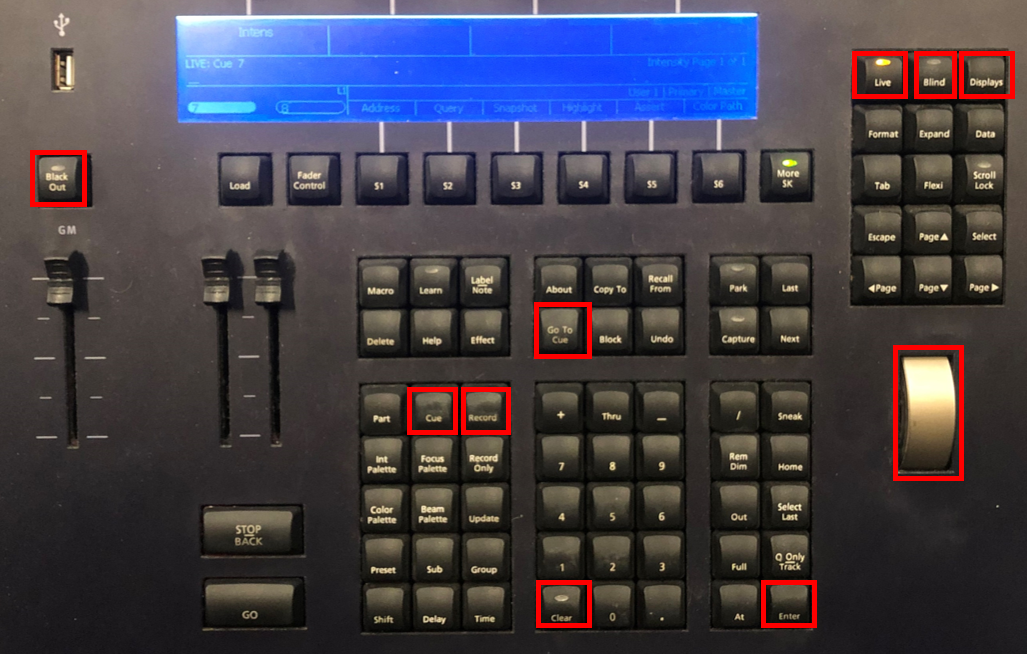 Intens
LIVE: Cue 7
Intensity Page 1 of 1
L1
User 1 | Primary | Master
7
8
Address
Query
Snapshot
Highlight
Assert
Color Path
Live
Blind
Displays
Format
Expand
Data
Tab
Flexi
Scroll
Lock
Escape
Page▲
Select
◄Page
Page▼
Page►
Black
Out
GM
Load
Fader
Control
S1
S2
S3
S4
S5
S6
More
SK
Macro
Learn
Label
Note
Delete
Help
Effect
About
Copy To
Recall
From
Go To
Cue
Block
Undo
Park
Last
Capture
Next
Part
Cue
Record
Int
Palette
Focus
Palette
Record
Only
Color
Palette
Beam
Palette
Update
Preset
Sub
Group
Shift
Delay
Time
+
Thru
–
7
8
9
4
5
6
1
2
3
Clear
0
.
/
Sneak
Rem
Dim
Home
Out
Select
Last
Full
Q Only
Track
At
Enter
STOP
BACK
GO